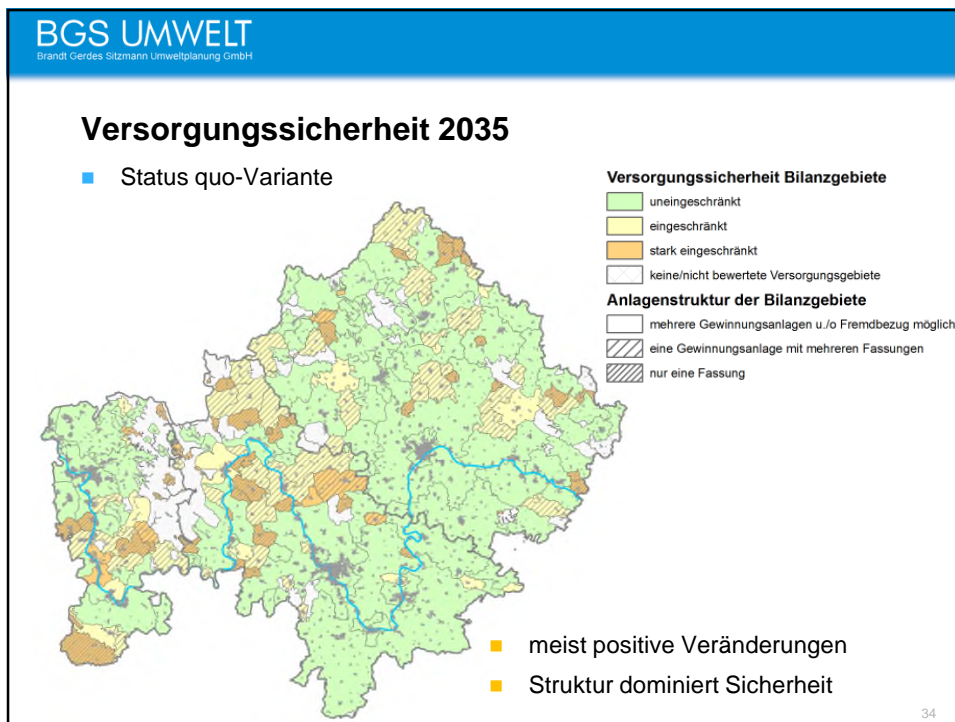 BGS UMWELT
Brandt Gerdes Sitzmann Umweltplanung GmbH
Versorgungssicherheit 2035
Status quo-Variante
Versorgungssicherheit Bilanzgebiete
uneingeschränkt
eingeschränkt
stark eingeschränkt
keine/nicht bewertete Versorgungsgebiete
Anlagenstruktur der Bilanzgebiete
mehrere Gewinnungsanlagen u./o Fremdbezug möglich
eine Gewinnungsanlage mit mehreren Fassungen
nur eine Fassung
meist positive Veränderungen
Struktur dominiert Sicherheit
34